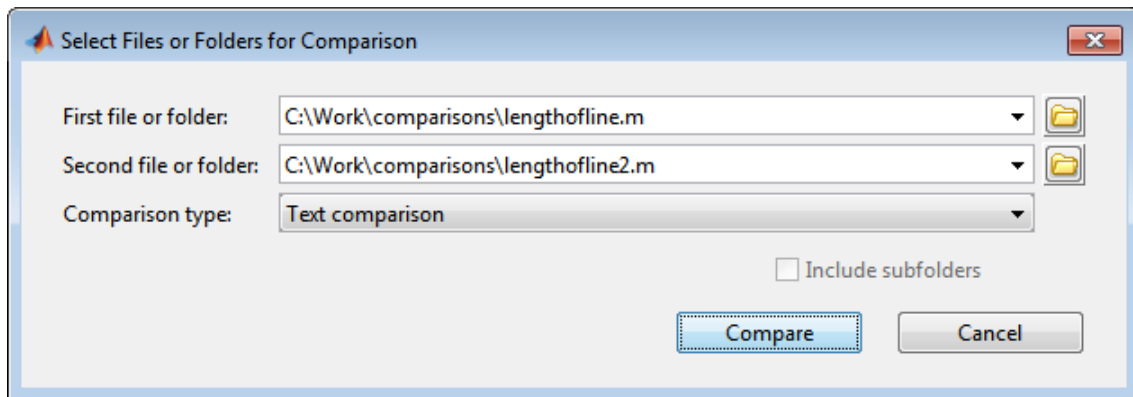 Select Files or Folders for Comparison
First file or folder: C:\Work\comparisons\lengthofline.m
Second file or folder: C:\Work\comparisons\lengthofline2.m
Comparison type: Text comparison
Include subfolders
Compare Cancel